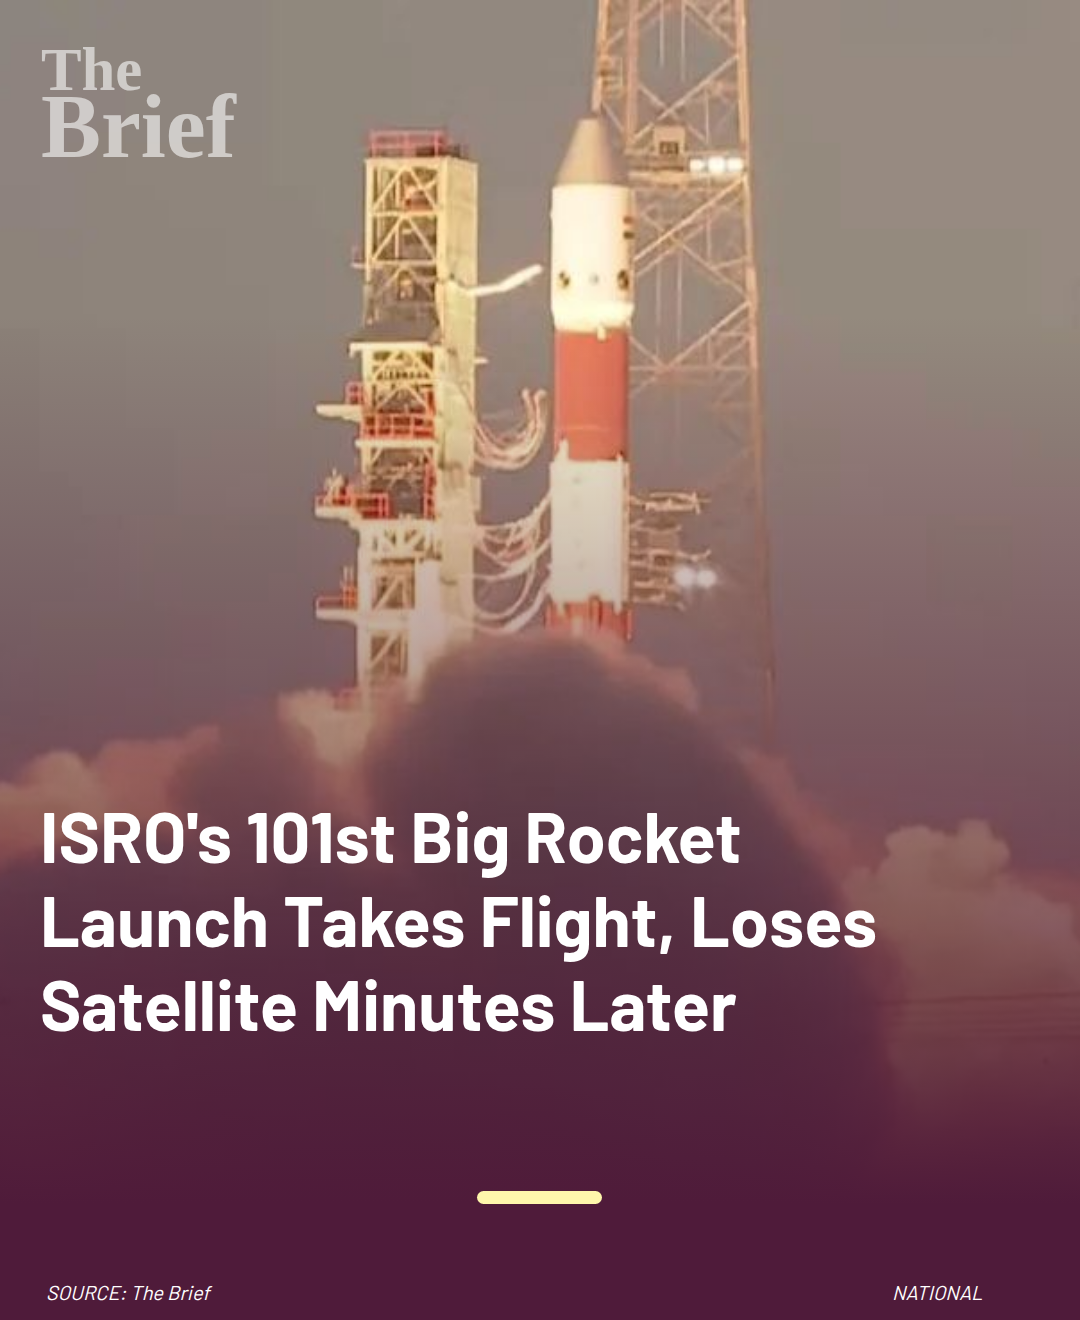 The
Brief
ISRO's 101st Big Rocket
Launch Takes Flight, Loses
Satellite Minutes Later
SOURCE: The Brief
NATIONAL